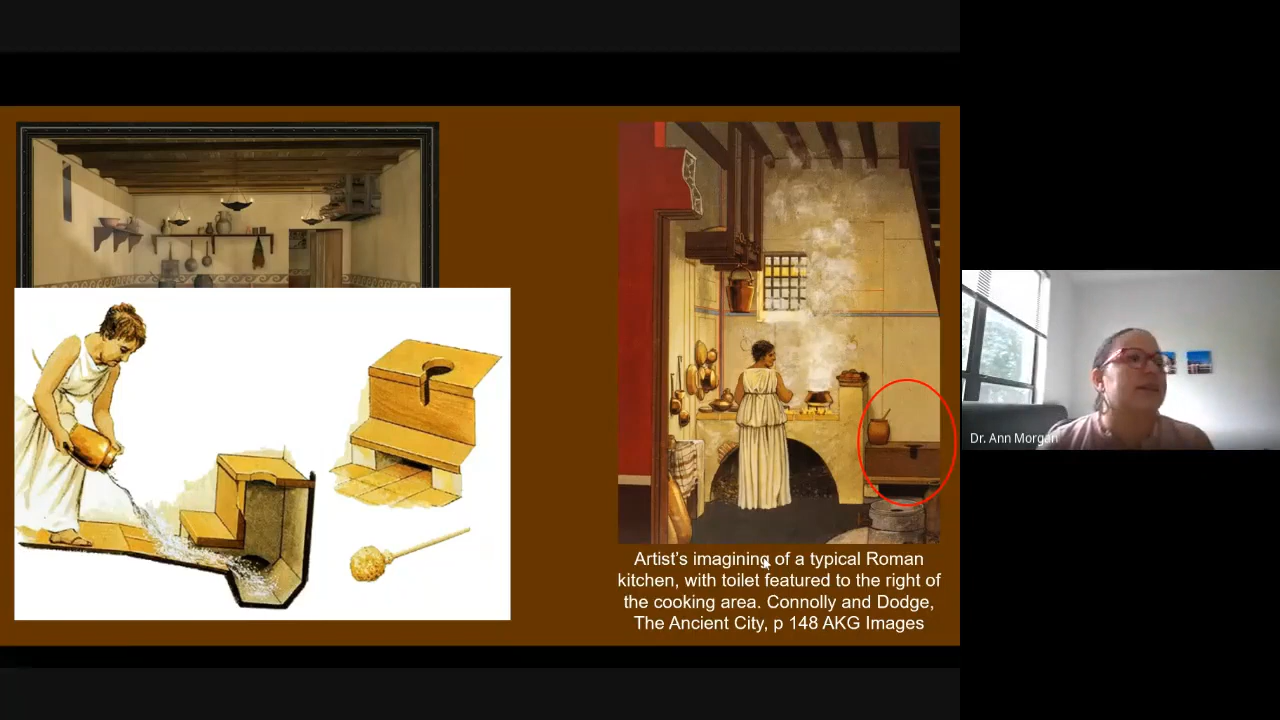 Artist's imagining of a typical Roman
kitchen, with toilet featured to the right of
the cooking area. Connolly and Dodge,
The Ancient City, p 148 AKG Images
Dr. Ann Morgan